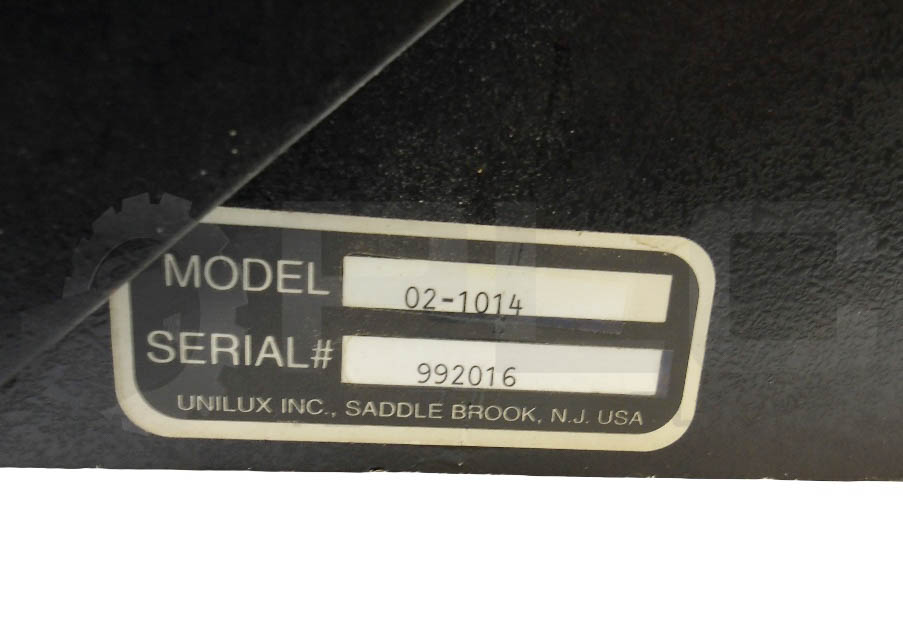 MODEL 02-1014
SERIAL# 992016
UNILUX INC., SADDLE BROOK, N.J. USA